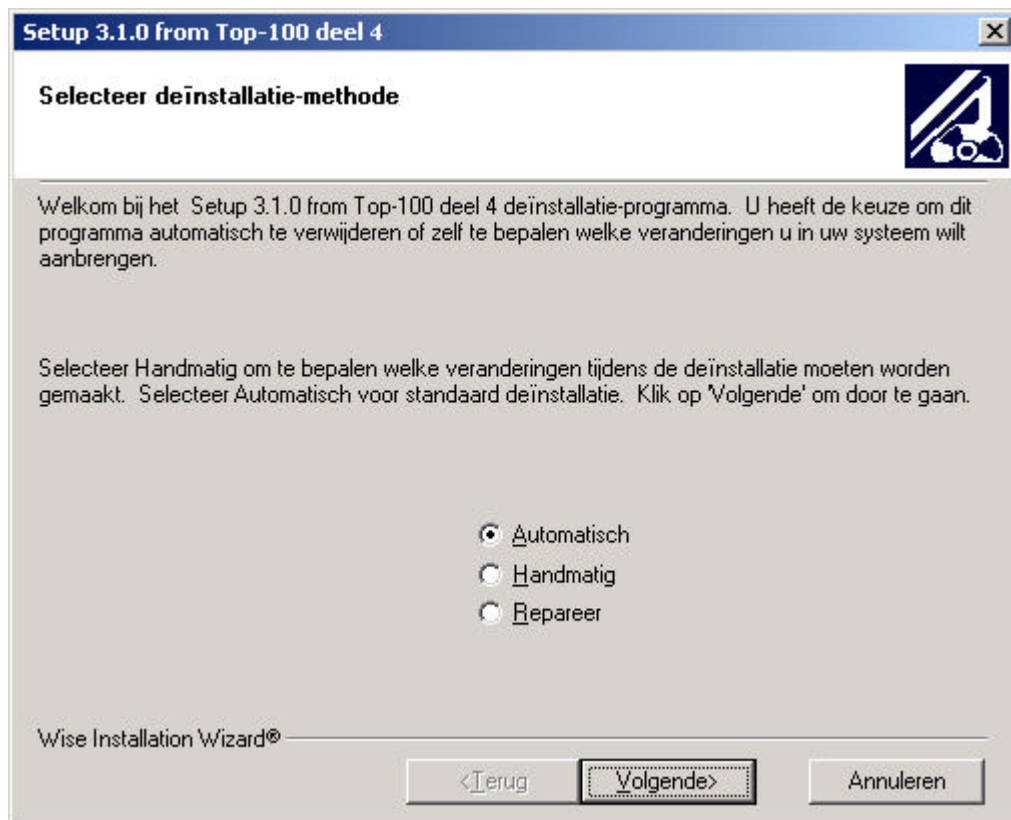 Setup 3.1.0 from Top-100 deel 4
Selecteer deïnstallatie-methode
Welkom bij het  Setup 3.1.0 from Top-100 deel 4 deïnstallatie-programma.  U heeft de keuze om dit
programma automatisch te verwijderen of zelf te bepalen welke veranderingen u in uw systeem wilt
aanbrengen.
Selecteer Handmatig om te bepalen welke veranderingen tijdens de deïnstallatie moeten worden
gemaakt.  Selecteer Automatisch voor standaard deïnstallatie.  Klik op 'Volgende' om door te gaan.
Automatisch
Handmatig
Repareer
Wise Installation Wizard®
<Terug
Volgende>
Annuleren